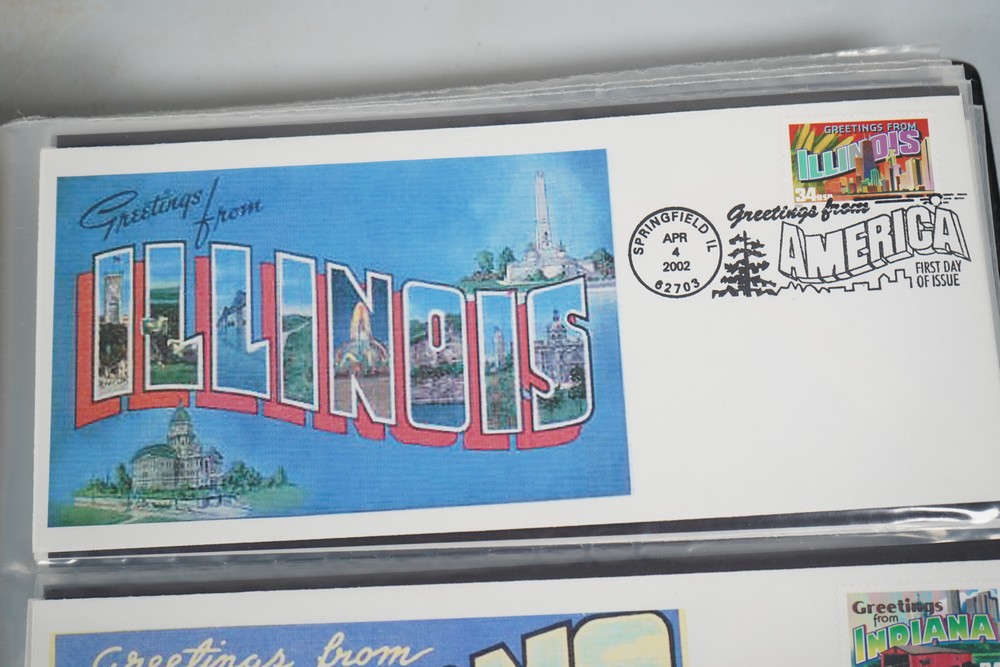 Greetings from
ILLINOIS
GREETINGS FROM
ILLINOIS
34 USA
SPRINGFIELD IL
APR
4
2002
62703
Greetings from
AMERICA
FIRST DAY
OF ISSUE
Greetings from
Greetings
from
INDIANA